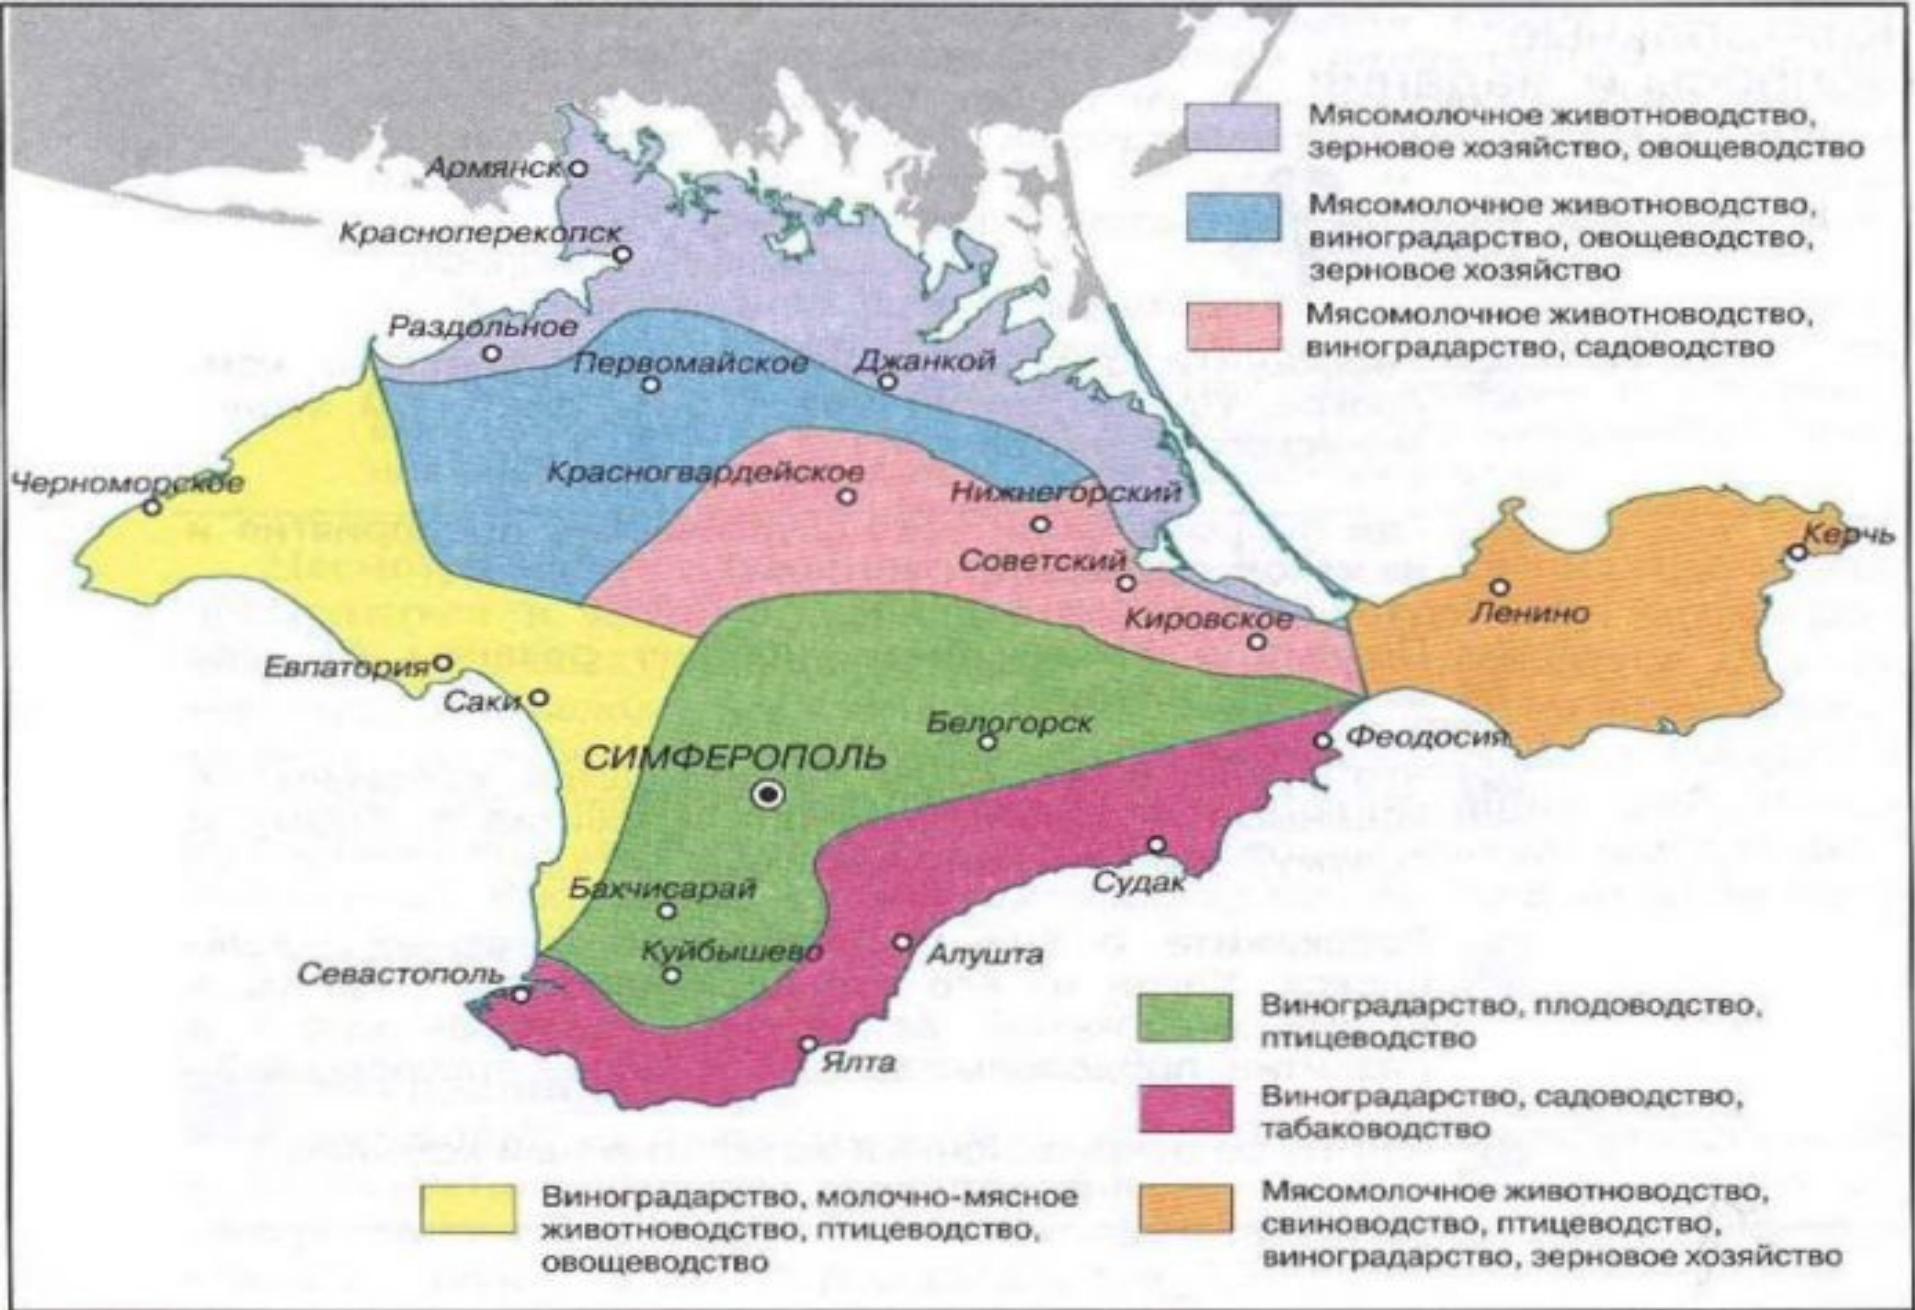 Мясомолочное животноводство,
зерновое хозяйство, овощеводство
Мясомолочное животноводство,
виноградарство, овощеводство,
зерновое хозяйство
Мясомолочное животноводство,
виноградарство, садоводство
Армянск
Красноперекопск
Раздольное
Первомайское
Джанкой
Черноморское
Красногвардейское
Нижнегорский
Советский
Кировское
Керчь
Ленино
Евпатория
Саки
Белогорск
СИМФЕРОПОЛЬ
Феодосия
Судак
Бахчисарай
Куйбышево
Алушта
Севастополь
Ялта
Виноградарство, плодоводство,
птицеводство
Виноградарство, садоводство,
табаководство
Виноградарство, молочно-мясное
животноводство, птицеводство,
овощеводство
Мясомолочное животноводство,
свиноводство, птицеводство,
виноградарство, зерновое хозяйство